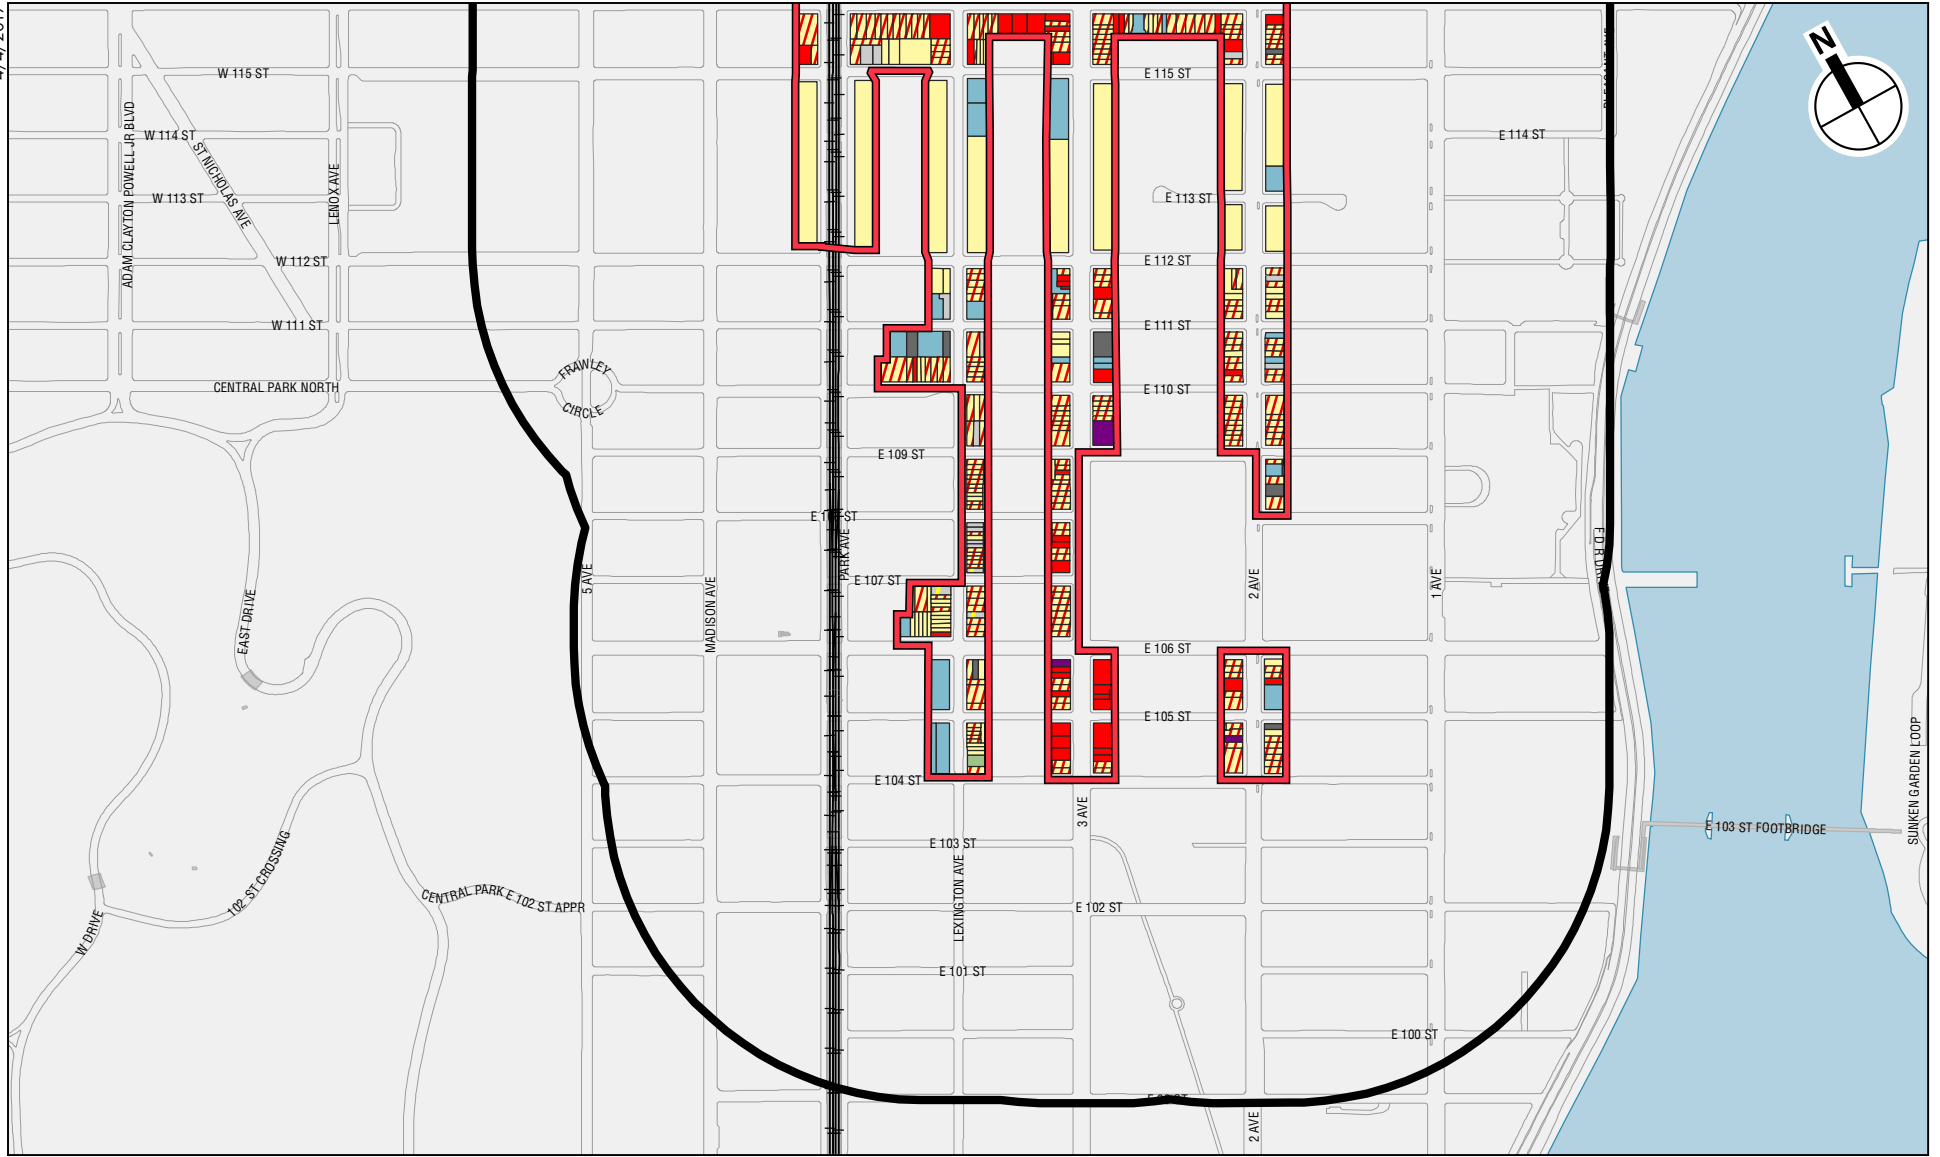 N
W 115 ST
E 115 ST
W 114 ST
E 114 ST
ADAM CLAYTON POWELL JR BLVD
ST NICHOLAS AVE
LENOX AVE
W 113 ST
E 113 ST
W 112 ST
E 112 ST
W 111 ST
E 111 ST
FRAWLEY
CIRCLE
CENTRAL PARK NORTH
E 110 ST
E 109 ST
PARK AVE
5 AVE
MADISON AVE
E 107 ST
2 AVE
1 AVE
EAST DRIVE
E 106 ST
E 105 ST
E 104 ST
3 AVE
SUNKEN GARDEN LOOP
E 103 ST FOOTBRIDGE
E 103 ST
LEXINGTON AVE
102 ST CROSSING
CENTRAL PARK E 102 ST APPR
E 102 ST
W DRIVE
E 101 ST
E 100 ST
2 AVE